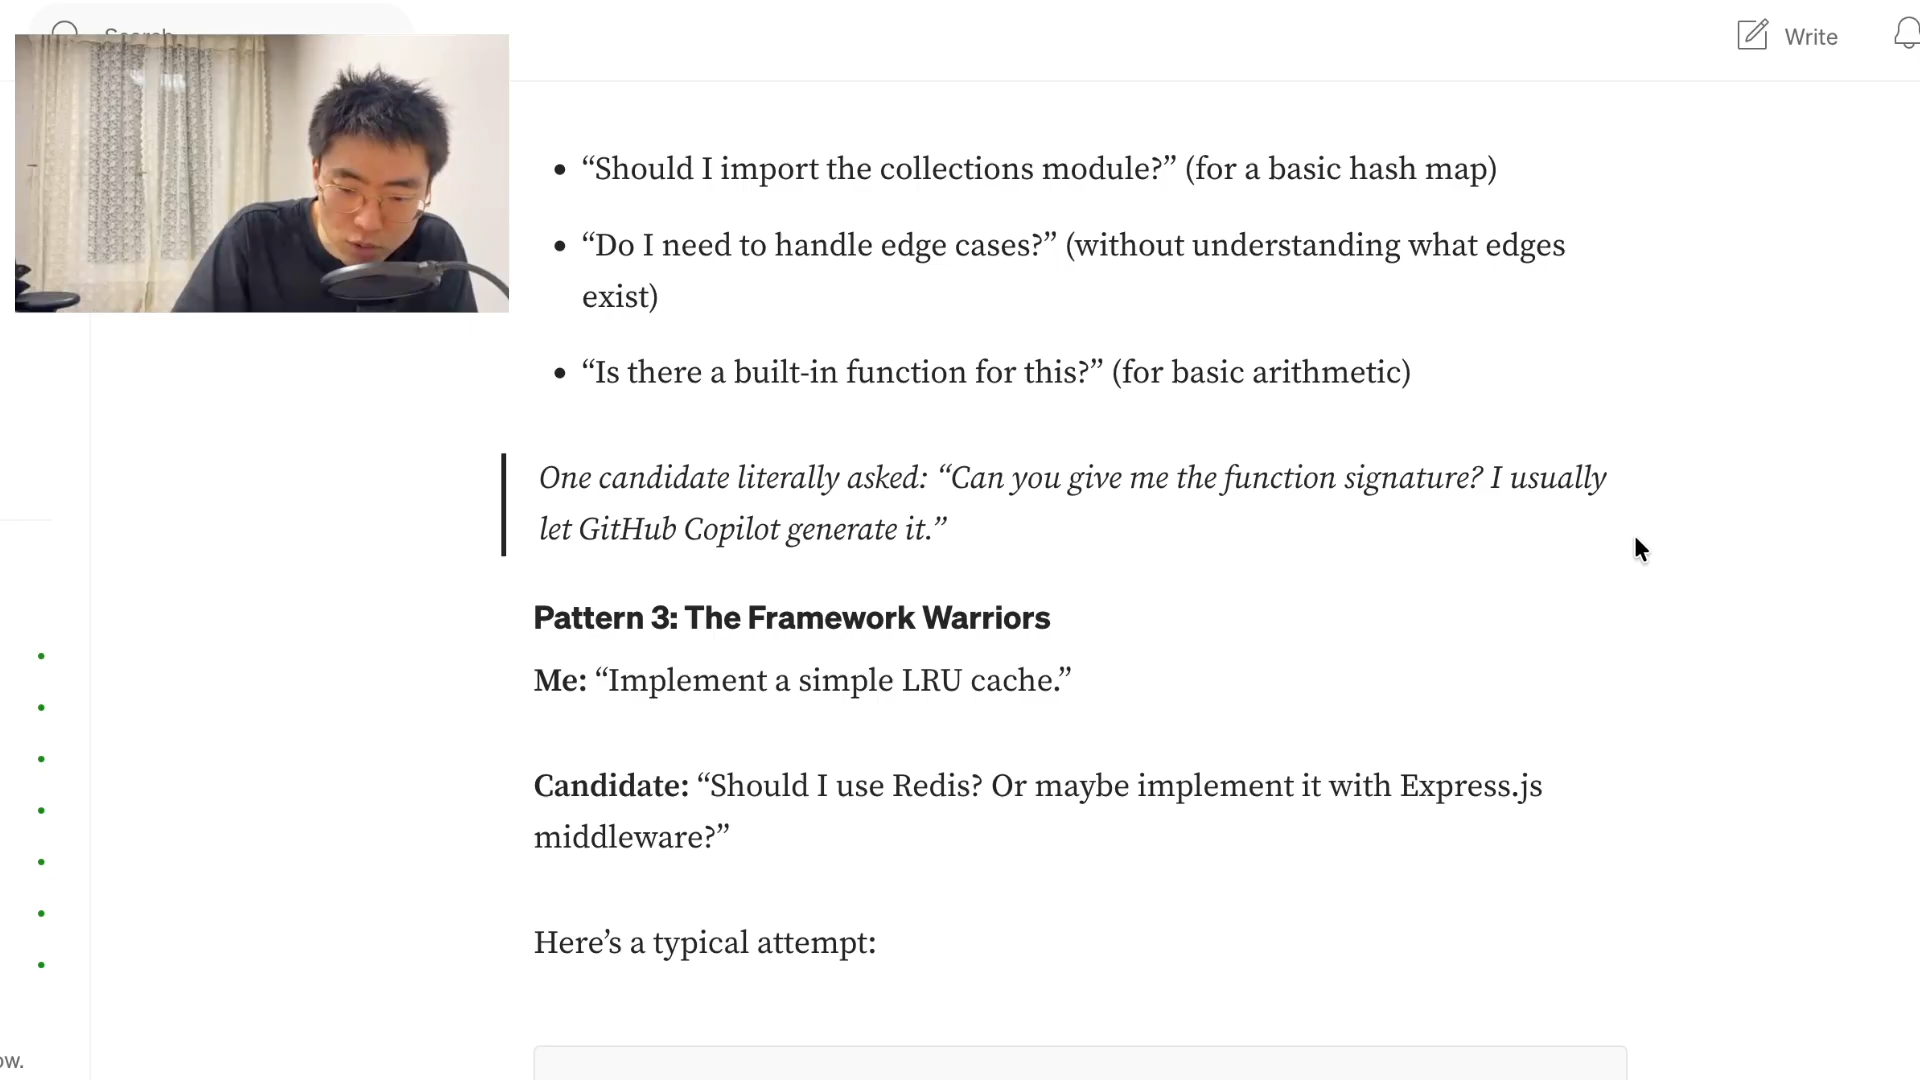 Write
• “Should I import the collections module?” (for a basic hash map)
• “Do I need to handle edge cases?” (without understanding what edges
exist)
• “Is there a built-in function for this?” (for basic arithmetic)
One candidate literally asked: “Can you give me the function signature? I usually
let GitHub Copilot generate it.”
Pattern 3: The Framework Warriors
Me: “Implement a simple LRU cache.”
Candidate: “Should I use Redis? Or maybe implement it with Express.js
middleware?”
Here’s a typical attempt:
ow.